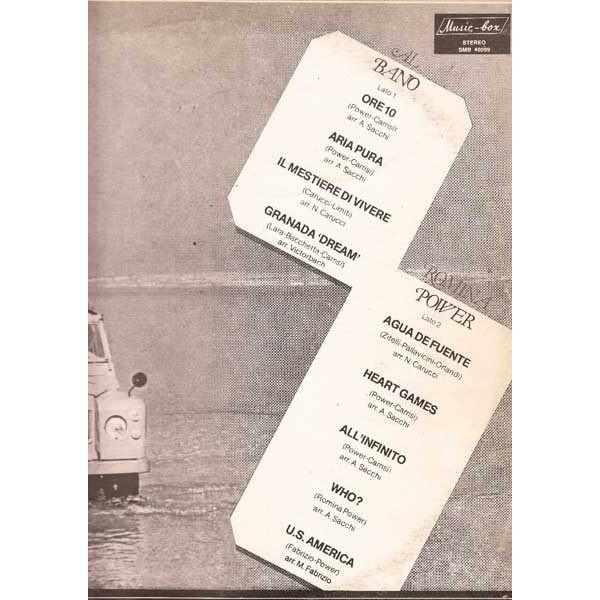 Music-box
STEREO
SMB 40099
AL
BANO
Lato 1
ORE 10
(Power-Carrisi)
arr. A. Sacchi
ARIA PURA
(Power-Carrisi)
arr. A. Sacchi
IL MESTIERE DI VIVERE
(Carucci-Limiti)
arr. N. Carucci
GRANADA 'DREAM'
(Lara-Bacchetta-Carrisi)
arr. Victorbach
ROMINA
POWER
Lato 2
AGUA DE FUENTE
(Zitelli-Pallavicini-Orlandi)
arr. N. Carucci
HEART GAMES
(Power-Carrisi)
arr. A. Sacchi
ALL'INFINITO
(Power-Carrisi)
arr. A. Sacchi
WHO?
(Romina Power)
arr. A. Sacchi
U.S. AMERICA
(Fabrizio-Power)
arr. M. Fabrizio